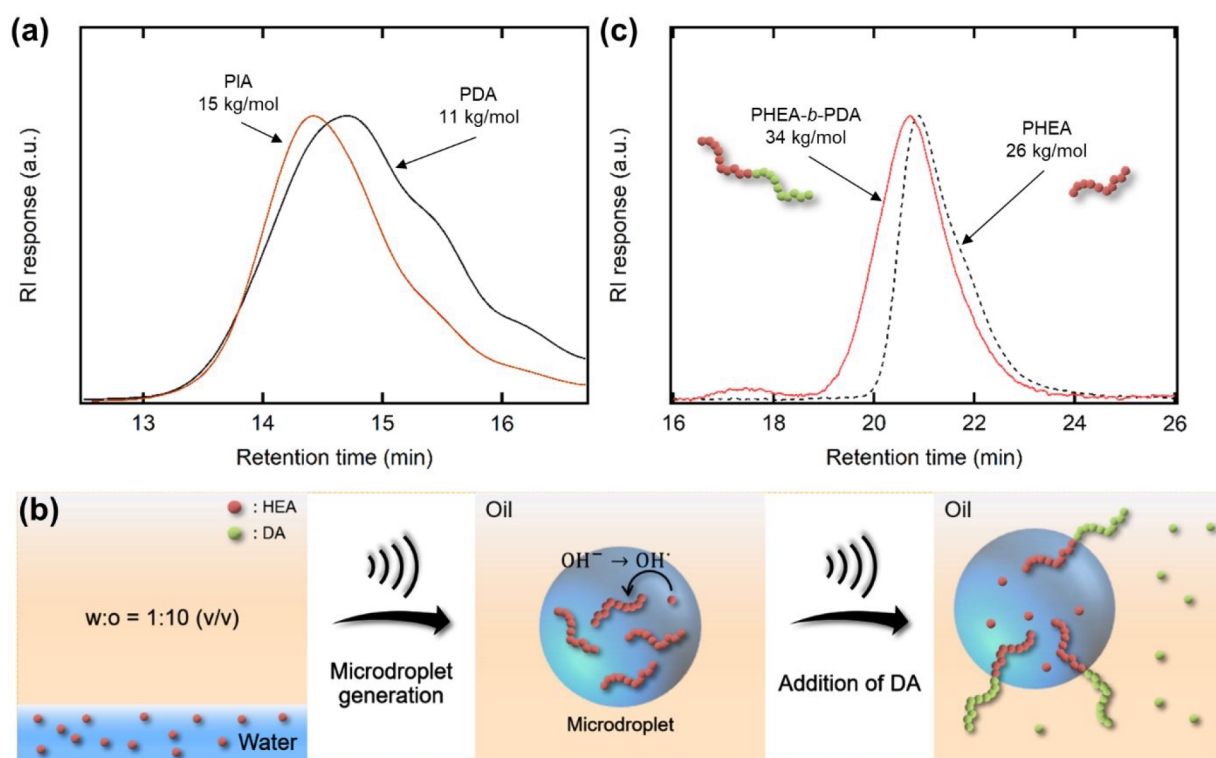 (a)
PIA
15 kg/mol
PDA
11 kg/mol
RI response (a.u.)
13 14 15 16
Retention time (min)
(c)
PHEA-b-PDA
34 kg/mol
PHEA
26 kg/mol
RI response (a.u.)
16 18 20 22 24 26
Retention time (min)
(b)
: HEA
: DA
w:o = 1:10 (v/v)
Water
Microdroplet
generation
Oil
OH⁻ → OH·
Microdroplet
Addition of DA
Oil